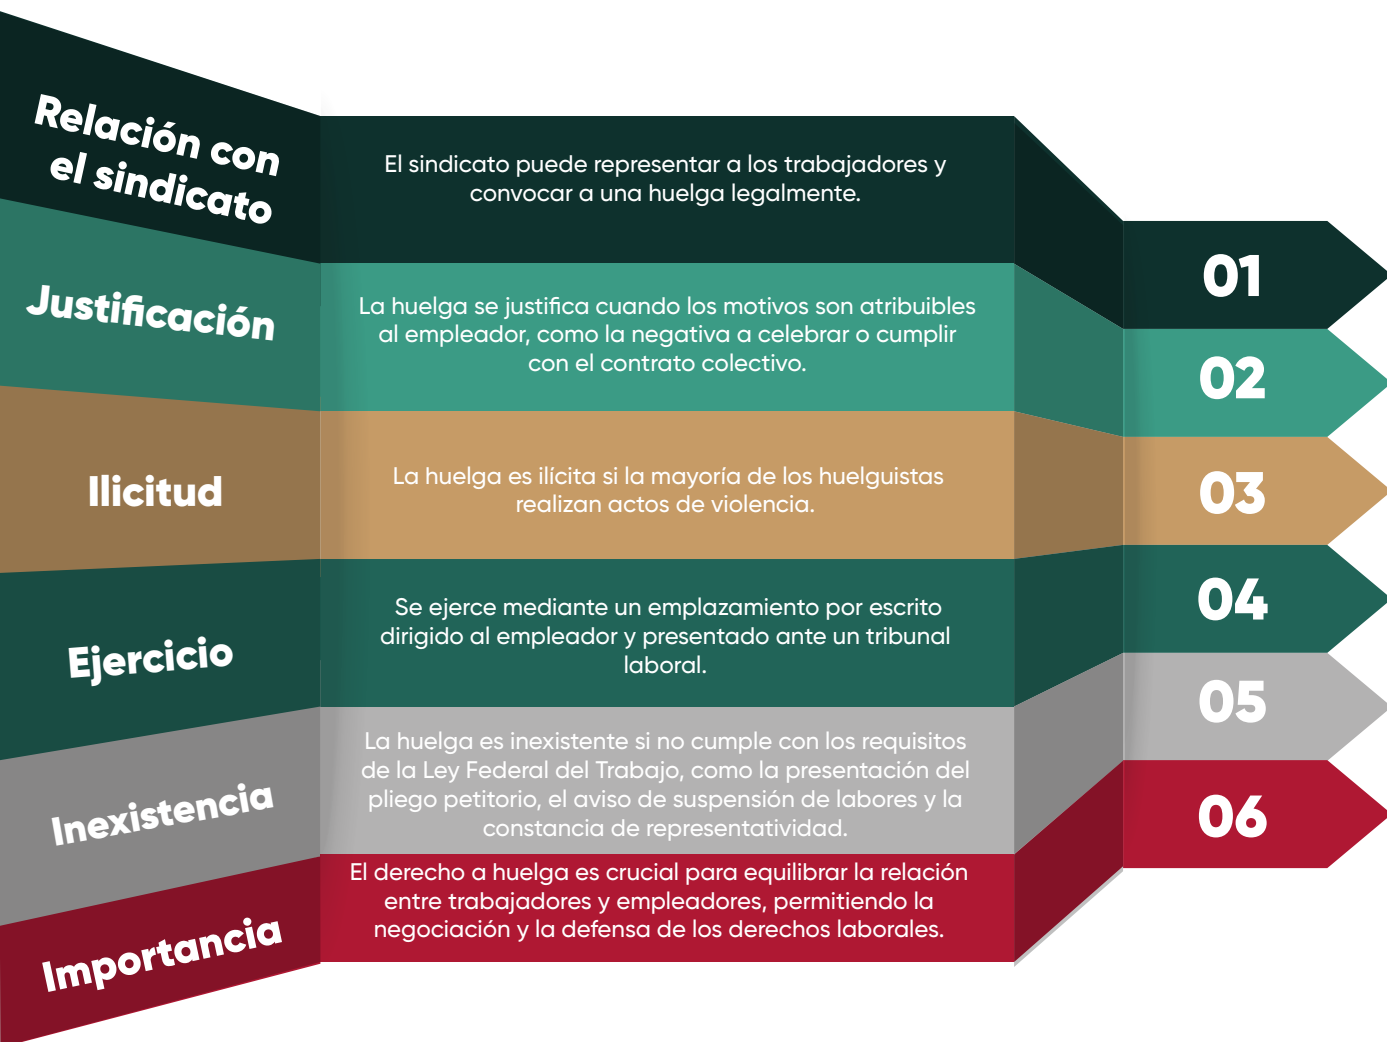 Relación con
el sindicato
El sindicato puede representar a los trabajadores y
convocar a una huelga legalmente.
01
Justificación
La huelga se justifica cuando los motivos son atribuibles
al empleador, como la negativa a celebrar o cumplir
con el contrato colectivo.
02
Ilicitud
La huelga es ilícita si la mayoría de los huelguistas
realizan actos de violencia.
03
Ejercicio
Se ejerce mediante un emplazamiento por escrito
dirigido al empleador y presentado ante un tribunal
laboral.
04
Inexistencia
La huelga es inexistente si no cumple con los requisitos
de la Ley Federal del Trabajo, como la presentación del
pliego petitorio, el aviso de suspensión de labores y la
constancia de representatividad.
05
Importancia
El derecho a huelga es crucial para equilibrar la relación
entre trabajadores y empleadores, permitiendo la
negociación y la defensa de los derechos laborales.
06